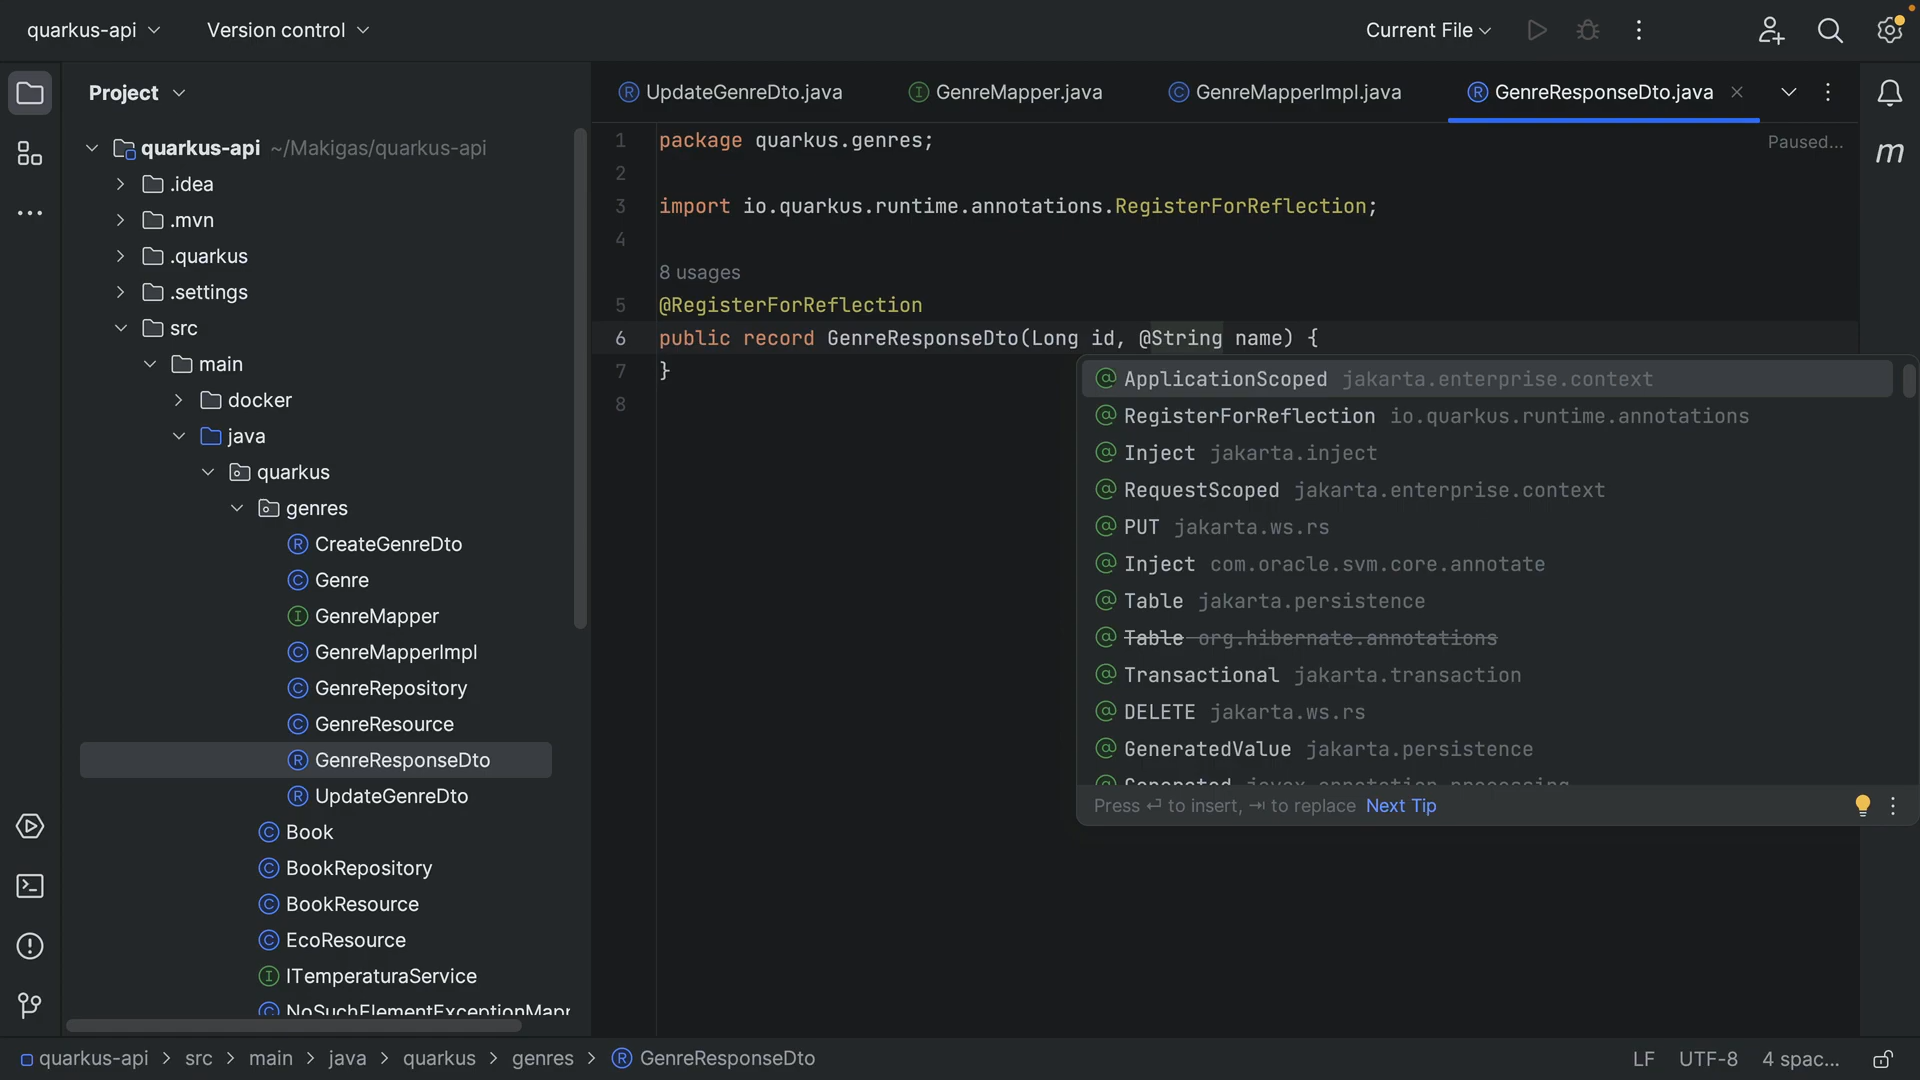 quarkus-api
Version control
Current File
Project
UpdateGenreDto.java
GenreMapper.java
GenreMapperImpl.java
GenreResponseDto.java
quarkus-api ~/Makigas/quarkus-api
.idea
.mvn
.quarkus
.settings
src
main
docker
java
quarkus
genres
CreateGenreDto
Genre
GenreMapper
GenreMapperImpl
GenreRepository
GenreResource
GenreResponseDto
UpdateGenreDto
Book
BookRepository
BookResource
EcoResource
ITemperaturaService
NoSuchElementExceptionMapp
Paused...
1 package quarkus.genres;
2
3 import io.quarkus.runtime.annotations.RegisterForReflection;
4
8 usages
5 @RegisterForReflection
6 public record GenreResponseDto(Long id, @String name) {
7 }
8
ApplicationScoped jakarta.enterprise.context
RegisterForReflection io.quarkus.runtime.annotations
Inject jakarta.inject
RequestScoped jakarta.enterprise.context
PUT jakarta.ws.rs
Inject com.oracle.svm.core.annotate
Table jakarta.persistence
Table org.hibernate.annotations
Transactional jakarta.transaction
DELETE jakarta.ws.rs
GeneratedValue jakarta.persistence
Generated javax.annotation.processing
Press ↵ to insert, ⇥ to replace Next Tip
m
quarkus-api > src > main > java > quarkus > genres > GenreResponseDto
LF UTF-8 4 spac...